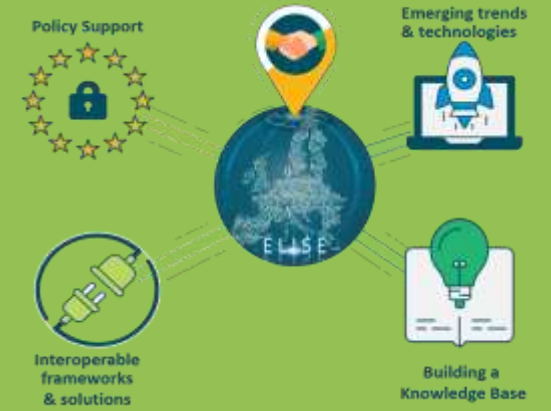 Policy Support
Emerging trends
& technologies
ELISE
Interoperable
frameworks
& solutions
Building a
Knowledge Base